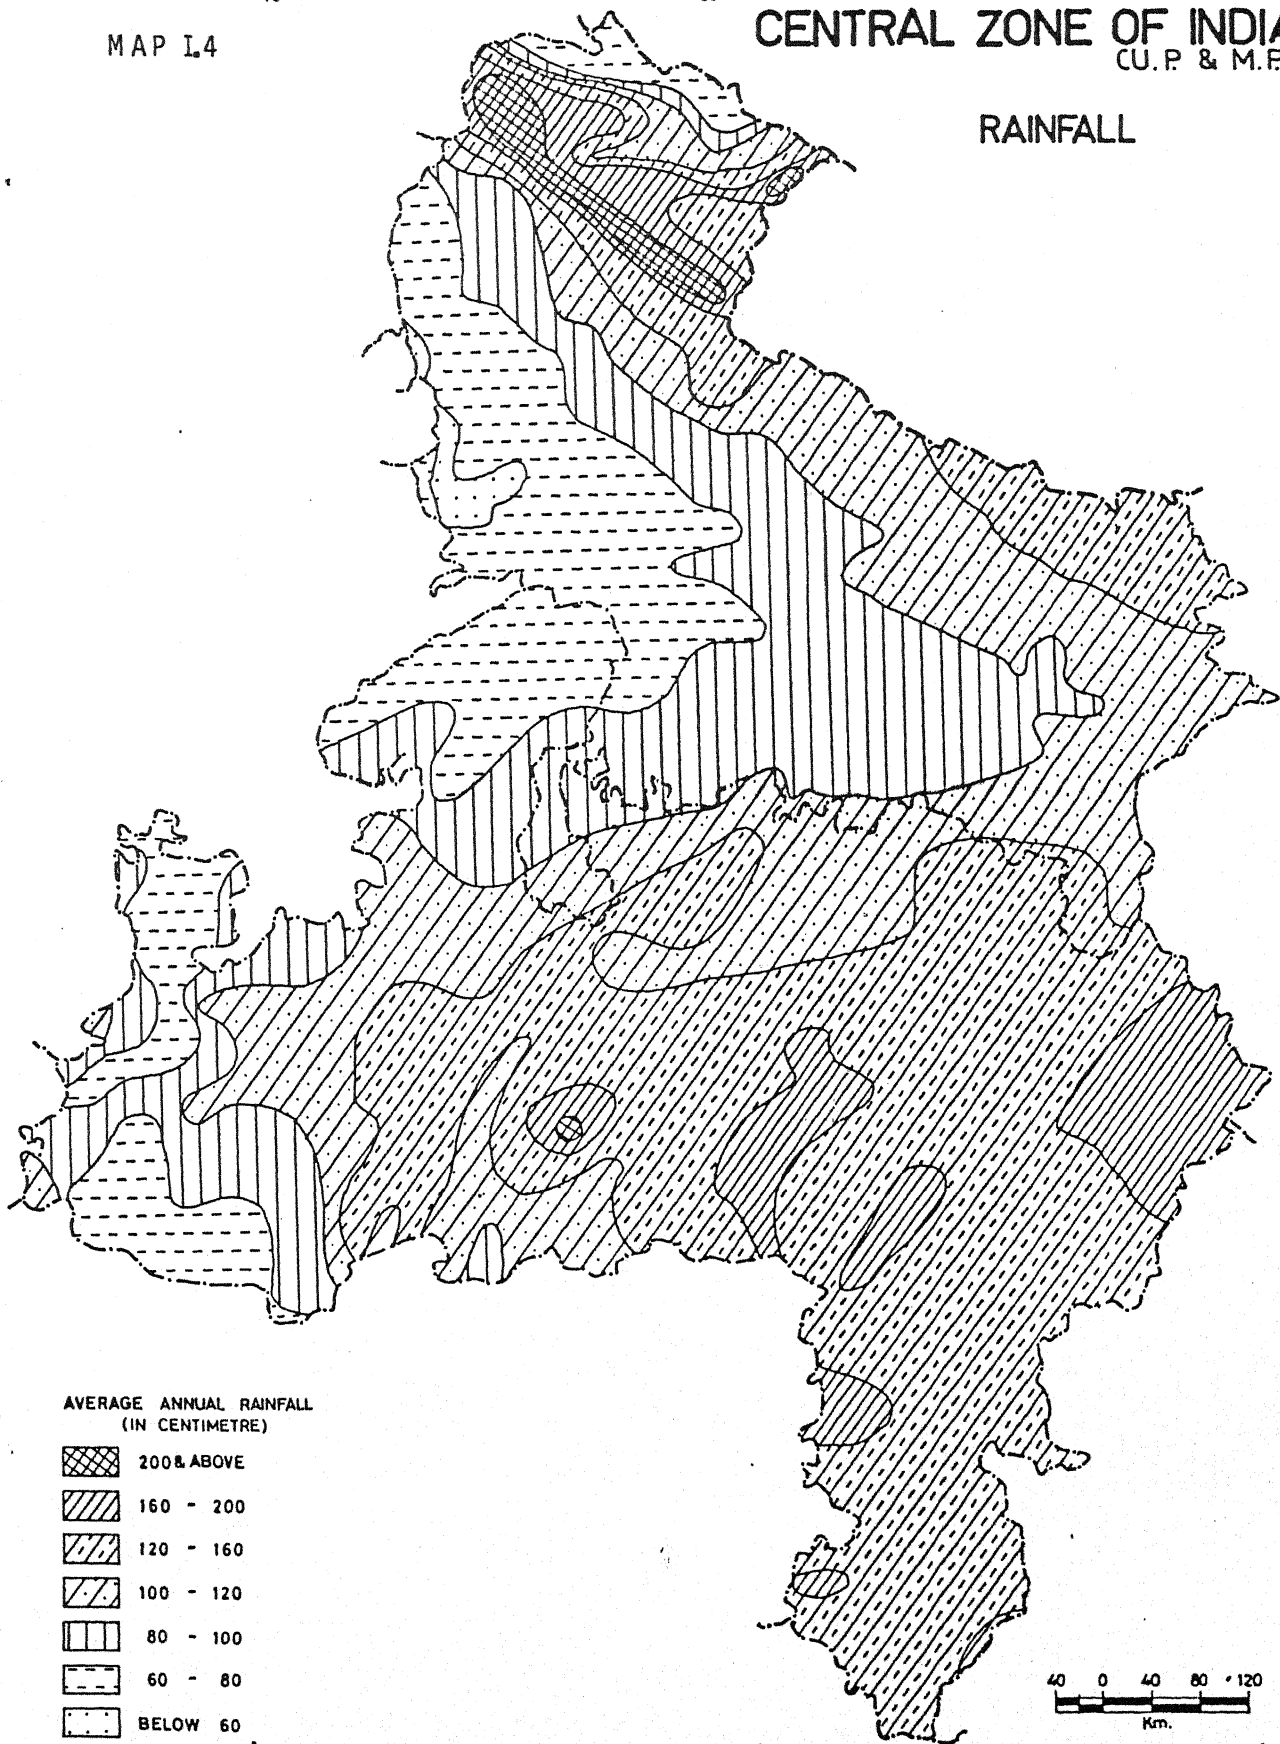 MAP I.4
CENTRAL ZONE OF INDIA
(U.P. & M.P.
RAINFALL
AVERAGE ANNUAL RAINFALL
(IN CENTIMETRE)
200 & ABOVE
160 - 200
120 - 160
100 - 120
80 - 100
60 - 80
BELOW 60
40 0 40 80 120
Km.